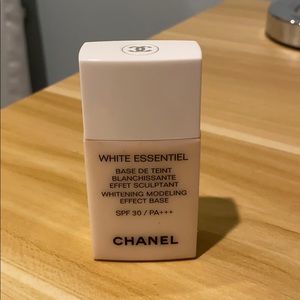 WHITE ESSENTIEL
BASE DE TEINT
BLANCHISSANTE
EFFET SCULPTANT
WHITENING MODELING
EFFECT BASE
SPF 30 / PA+++
CHANEL